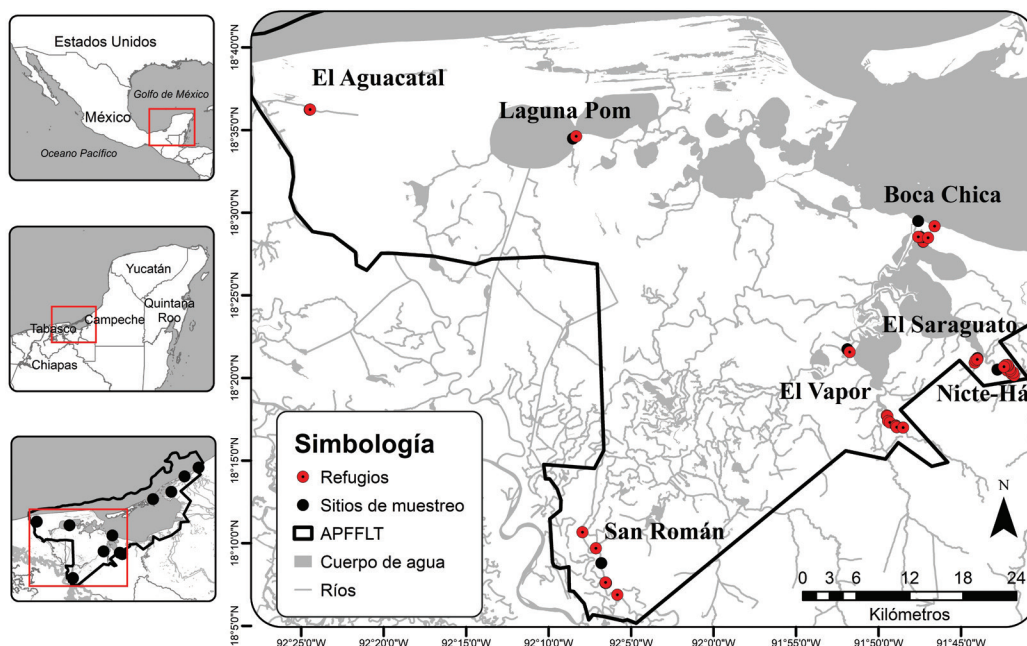 Estados Unidos
Golfo de México
México
Oceano Pacífico
Yucatán
Quintana
Roo
Campeche
Tabasco
Chiapas
18°40'0"N
18°35'0"N
18°30'0"N
18°25'0"N
18°20'0"N
18°15'0"N
18°10'0"N
18°5'0"N
El Aguacatal
Laguna Pom
Boca Chica
El Saraguato
El Vapor
Nicte-Há
San Román
Simbología
Refugios
Sitios de muestreo
APFFLT
Cuerpo de agua
Ríos
N
0 3 6 12 18 24
Kilómetros
92°25'0"W 92°20'0"W 92°15'0"W 92°10'0"W 92°5'0"W 92°0'0"W 91°55'0"W 91°50'0"W 91°45'0"W